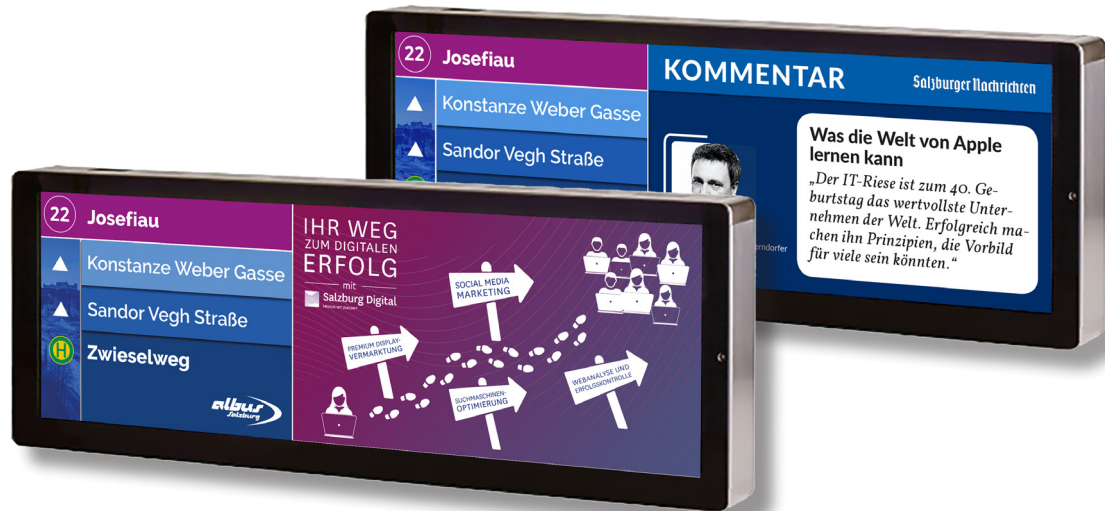 22 Josefiau
Konstanze Weber Gasse
Sandor Vegh Straße
KOMMENTAR
Salzburger Nachrichten
Was die Welt von Apple
lernen kann
„Der IT-Riese ist zum 40. Ge-
burtstag das wertvollste Unter-
nehmen der Welt. Erfolgreich ma-
chen ihn Prinzipien, die Vorbild
für viele sein könnten.“
22 Josefiau
Konstanze Weber Gasse
Sandor Vegh Straße
H Zwieselweg
albus
Salzburg
IHR WEG
ZUM DIGITALEN
ERFOLG
mit
Salzburg Digital
SOCIAL MEDIA
MARKETING
PREMIUM DISPLAY-
VERMARKTUNG
SUCHMASCHINEN-
OPTIMIERUNG
WEBANALYSE UND
ERFOLGSKONTROLLE